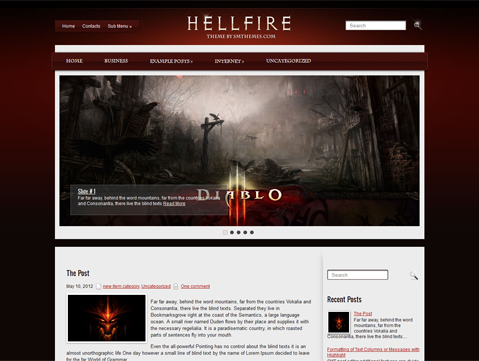 Home Contacts Sub Menu »
HELLFIRE
THEME BY SMTHEMES.COM
Search
HOME BUSINESS EXAMPLE POSTS » INTERNET » UNCATEGORIZED
DIABLO
Slide # 1
Far far away, behind the word mountains, far from the countries Vokalia
and Consonantia, there live the blind texts Read More
The Post
May 10, 2012 new item category, Uncategorized One comment
Far far away, behind the word mountains, far from the countries Vokalia
and Consonantia, there live the blind texts. Separated they live in
Bookmarksgrove right at the coast of the Semantics, a large language
ocean. A small river named Duden flows by their place and supplies it with
the necessary regelialia. It is a paradisematic country, in which roasted
parts of sentences fly into your mouth.
Even the all-powerful Pointing has no control about the blind texts it is an
almost unorthographic life One day however a small line of blind text by the name of Lorem Ipsum decided to leave
for the far World of Grammar.
Search
Recent Posts
The Post
Far far away, behind the word
mountains, far from the countries Vokalia and
Consonantia, there live the blind texts...
Formatting of Text Columns or Messages with
Highlight